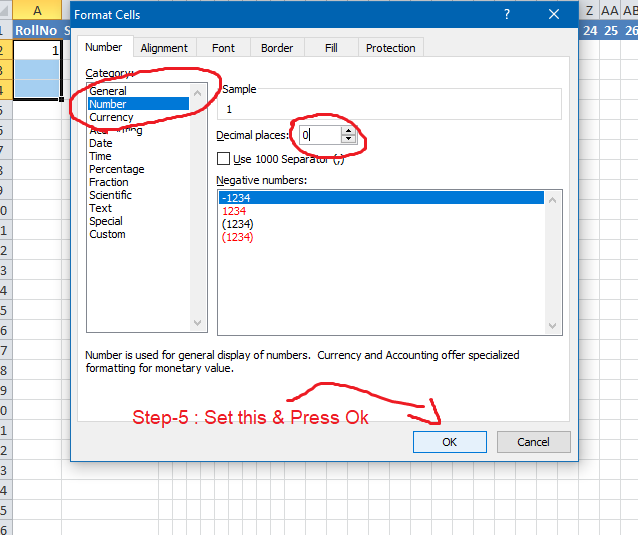 Format Cells
?
A
Z AA AB
1 RollNo S
24 25 26
2 1
Number Alignment Font Border Fill Protection
Category:
General
Number
Currency
Accounting
Date
Time
Percentage
Fraction
Scientific
Text
Special
Custom
Sample
1
Decimal places: 0
Use 1000 Separator (,)
Negative numbers:
-1234
1234
(1234)
(1234)
Number is used for general display of numbers. Currency and Accounting offer specialized
formatting for monetary value.
Step-5 : Set this & Press Ok
OK Cancel